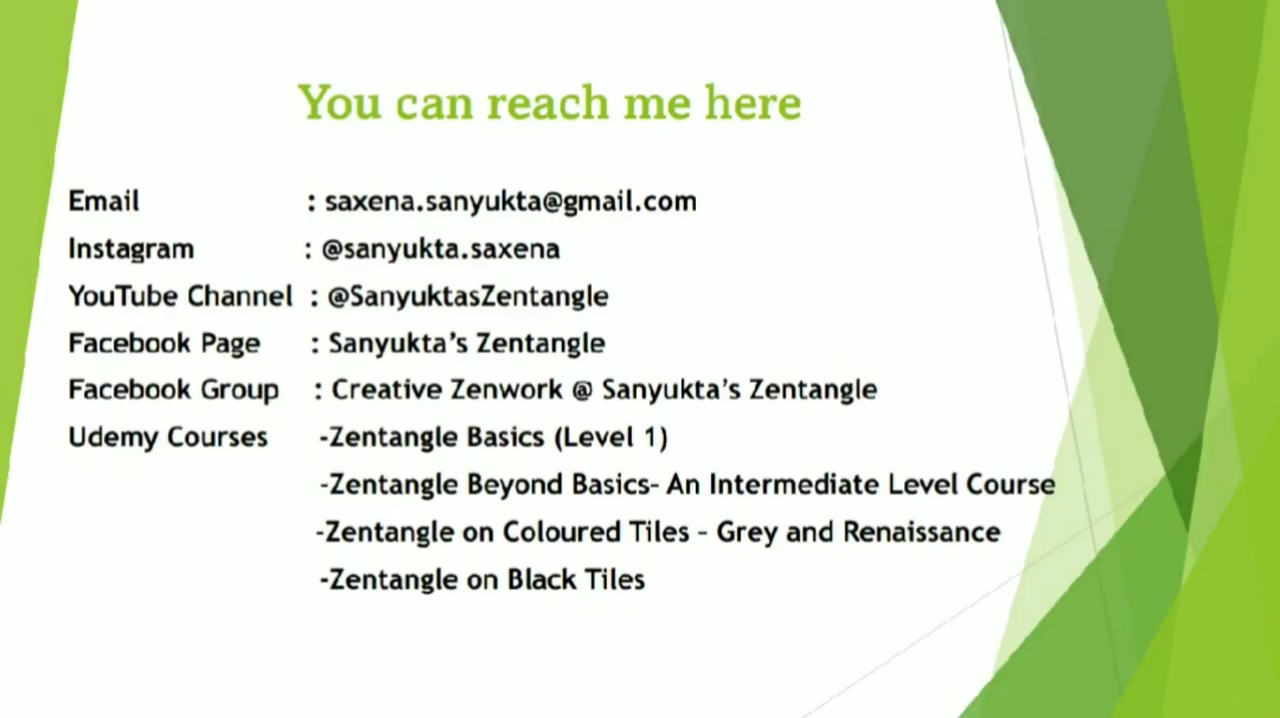 You can reach me here
Email : saxena.sanyukta@gmail.com
Instagram : @sanyukta.saxena
YouTube Channel : @SanyuktasZentangle
Facebook Page : Sanyukta’s Zentangle
Facebook Group : Creative Zenwork @ Sanyukta’s Zentangle
Udemy Courses -Zentangle Basics (Level 1)
-Zentangle Beyond Basics- An Intermediate Level Course
-Zentangle on Coloured Tiles - Grey and Renaissance
-Zentangle on Black Tiles